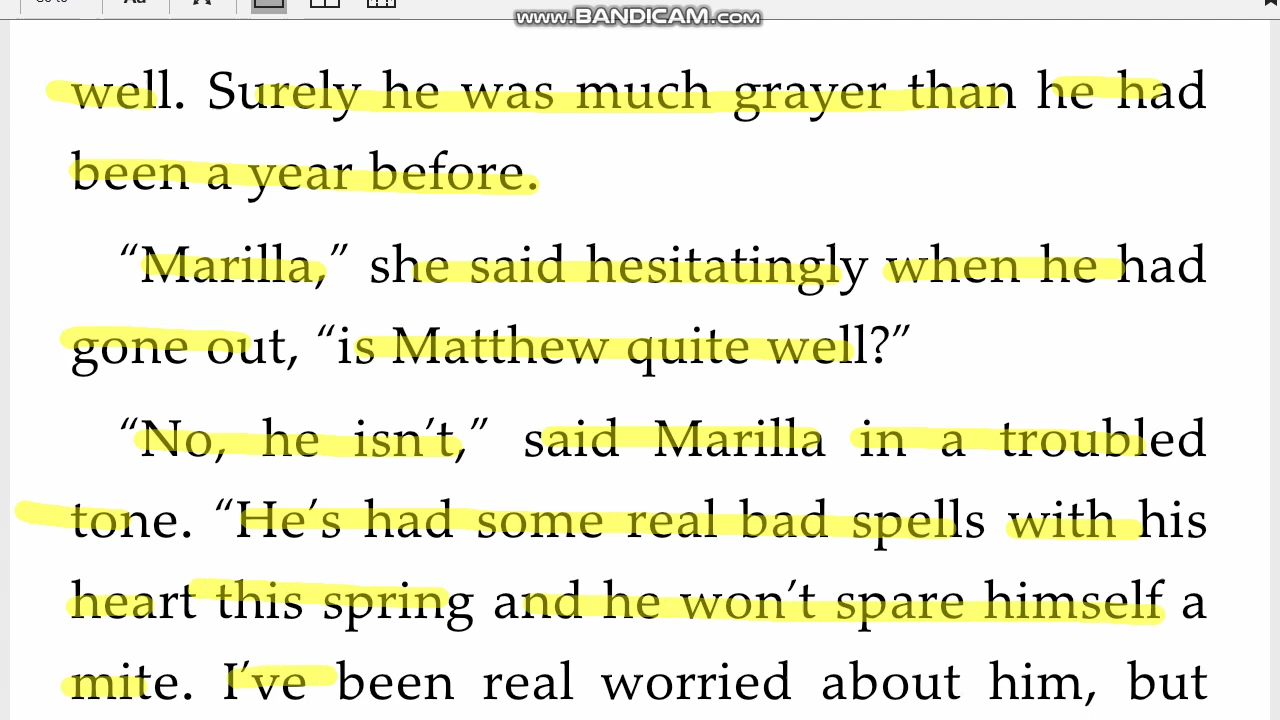 www.BANDICAM.com
well. Surely he was much grayer than he had
been a year before.
“Marilla,” she said hesitatingly when he had
gone out, “is Matthew quite well?”
“No, he isn’t,” said Marilla in a troubled
tone. “He’s had some real bad spells with his
heart this spring and he won’t spare himself a
mite. I’ve been real worried about him, but